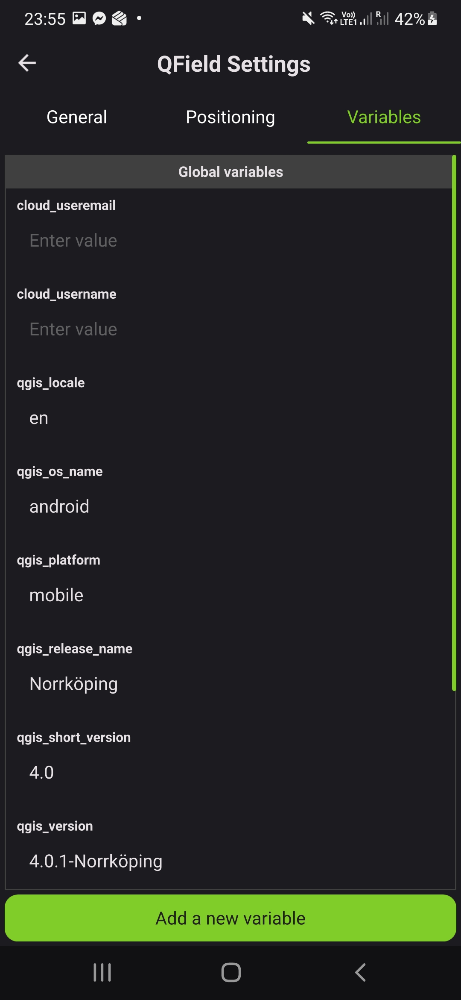 23:55
Vo)) LTE1 R 42%
QField Settings
General Positioning Variables
Global variables
cloud_useremail
Enter value
cloud_username
Enter value
qgis_locale
en
qgis_os_name
android
qgis_platform
mobile
qgis_release_name
Norrköping
qgis_short_version
4.0
qgis_version
4.0.1-Norrköping
Add a new variable